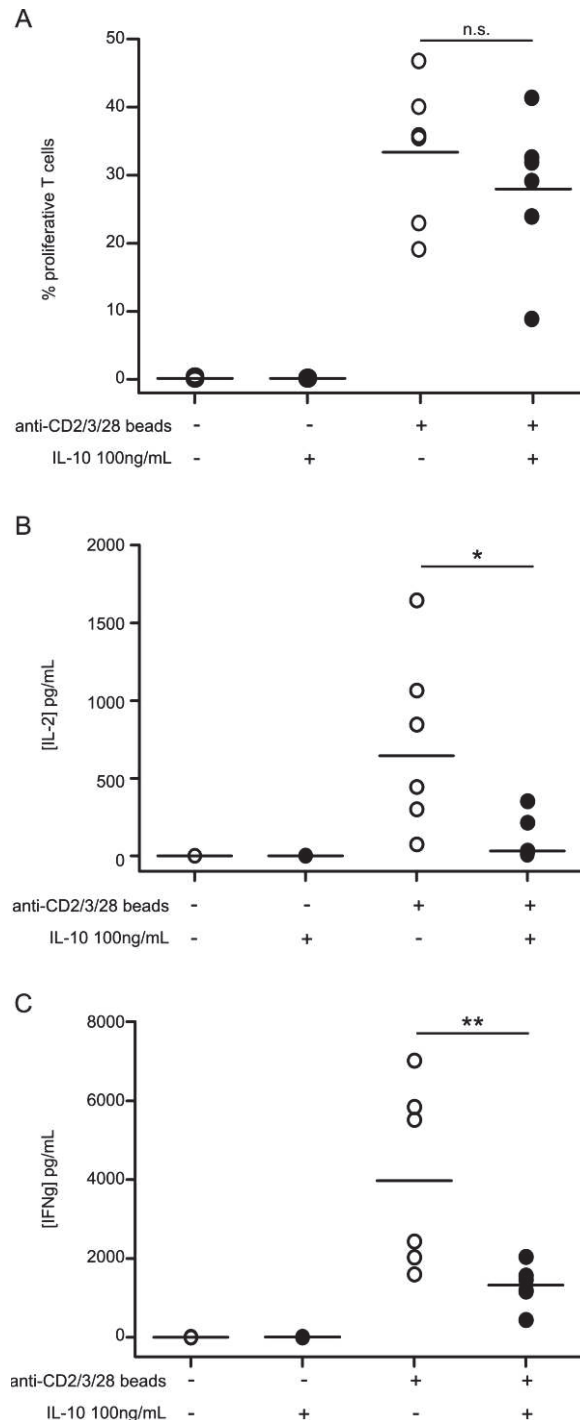 A
n.s.
50
40
30
20
10
0
% proliferative T cells
anti-CD2/3/28 beads - - + +
IL-10 100ng/mL - + - +
B
*
2000
1500
1000
500
0
[IL-2] pg/mL
anti-CD2/3/28 beads - - + +
IL-10 100ng/mL - + - +
C
**
8000
6000
4000
2000
0
[IFNg] pg/mL
anti-CD2/3/28 beads - - + +
IL-10 100ng/mL - + - +